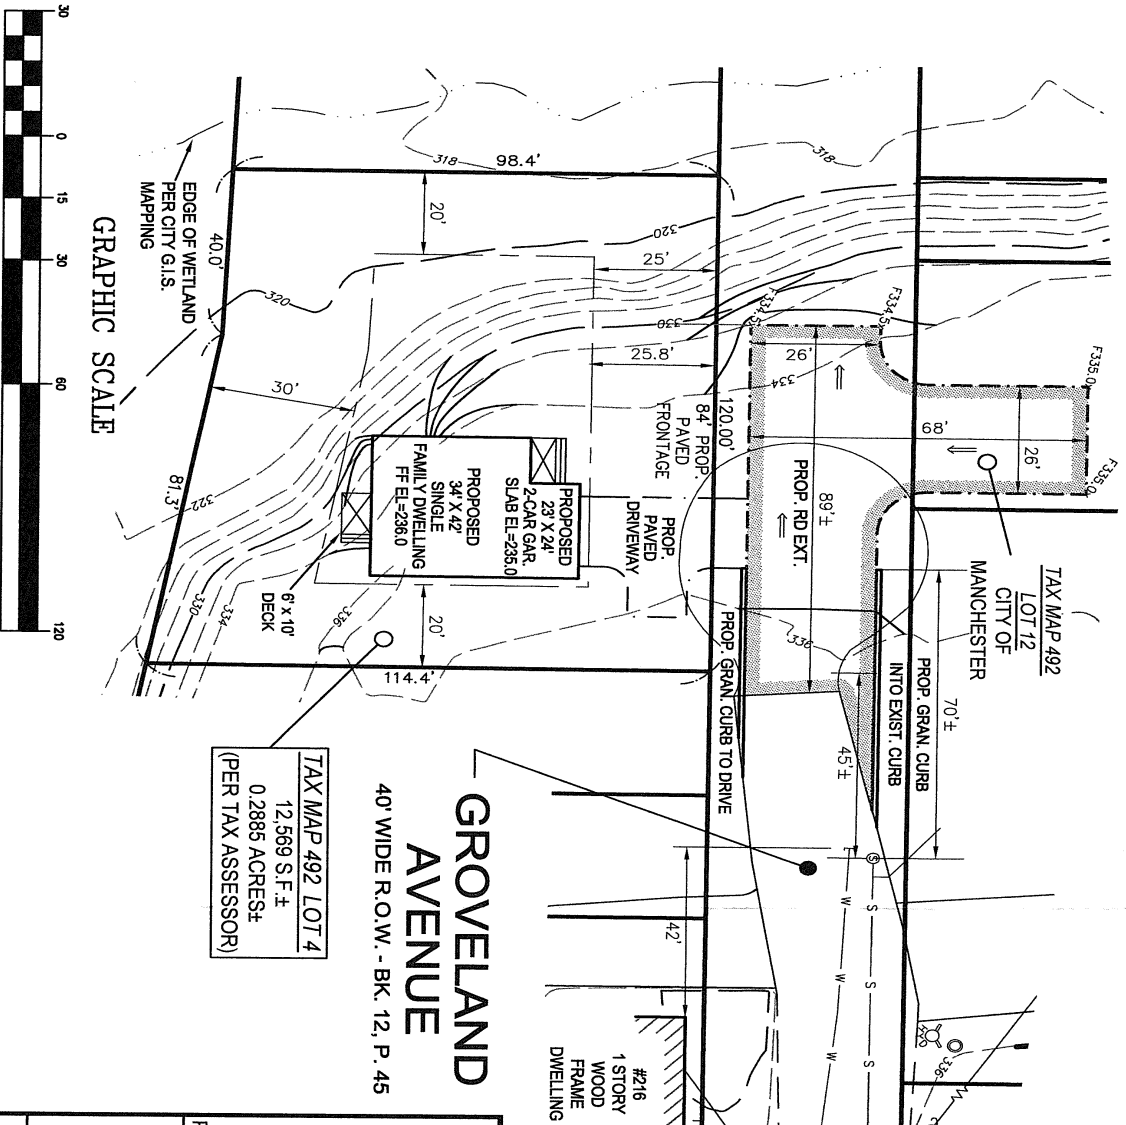 30
0
15
30
60
120
GRAPHIC SCALE
EDGE OF WETLAND
PER CITY G.I.S.
MAPPING
98.4'
318
318
20'
40.0'
320
320
25'
25.8'
30'
330
334
F334.5
F334.5
F335.0
F335.0
26'
68'
26'
89'±
120.00'
84' PROP.
PAVED
FRONTAGE
PROP. RD EXT.
PROP.
PAVED
DRIVEWAY
PROPOSED
23' X 24'
2-CAR GAR.
SLAB EL=235.0
PROPOSED
34' X 42'
SINGLE
FAMILY DWELLING
FF EL=236.0
6' x 10'
DECK
81.3'
322
330
334
336
20'
114.4'
336
TAX MAP 492
LOT 12
CITY OF
MANCHESTER
PROP. GRAN. CURB
INTO EXIST. CURB
70'±
45'±
PROP. GRAN. CURB TO DRIVE
TAX MAP 492 LOT 4
12,569 S.F.±
0.2885 ACRES±
(PER TAX ASSESSOR)
GROVELAND
AVENUE
40' WIDE R.O.W. - BK. 12, P. 45
42'
S
S
S
S
W
W
W
336
#216
1 STORY
WOOD
FRAME
DWELLING